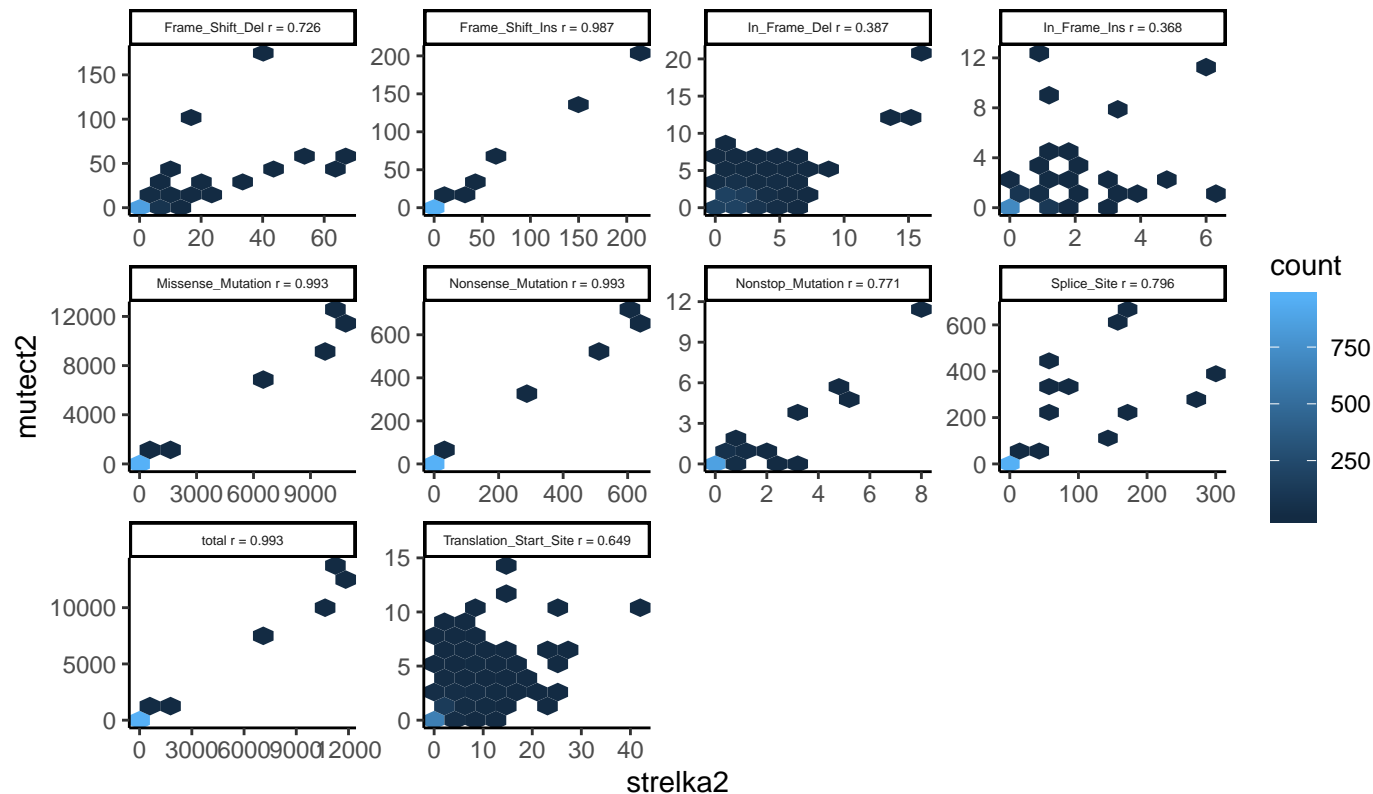 Frame_Shift_Del r = 0.726
Frame_Shift_Ins r = 0.987
In_Frame_Del r = 0.387
In_Frame_Ins r = 0.368
150
100
50
0
0 20 40 60
200
150
100
50
0
0 50 100 150 200
20
15
10
5
0
0 5 10 15
12
8
4
0
0 2 4 6
Missense_Mutation r = 0.993
Nonsense_Mutation r = 0.993
Nonstop_Mutation r = 0.771
Splice_Site r = 0.796
12000
8000
4000
0
0 3000 6000 9000
600
400
200
0
0 200 400 600
12
9
6
3
0
0 2 4 6 8
600
400
200
0
0 100 200 300
total r = 0.993
Translation_Start_Site r = 0.649
10000
5000
0
0 3000 6000 9000 12000
15
10
5
0
0 10 20 30 40
mutect2
strelka2
count
750
500
250